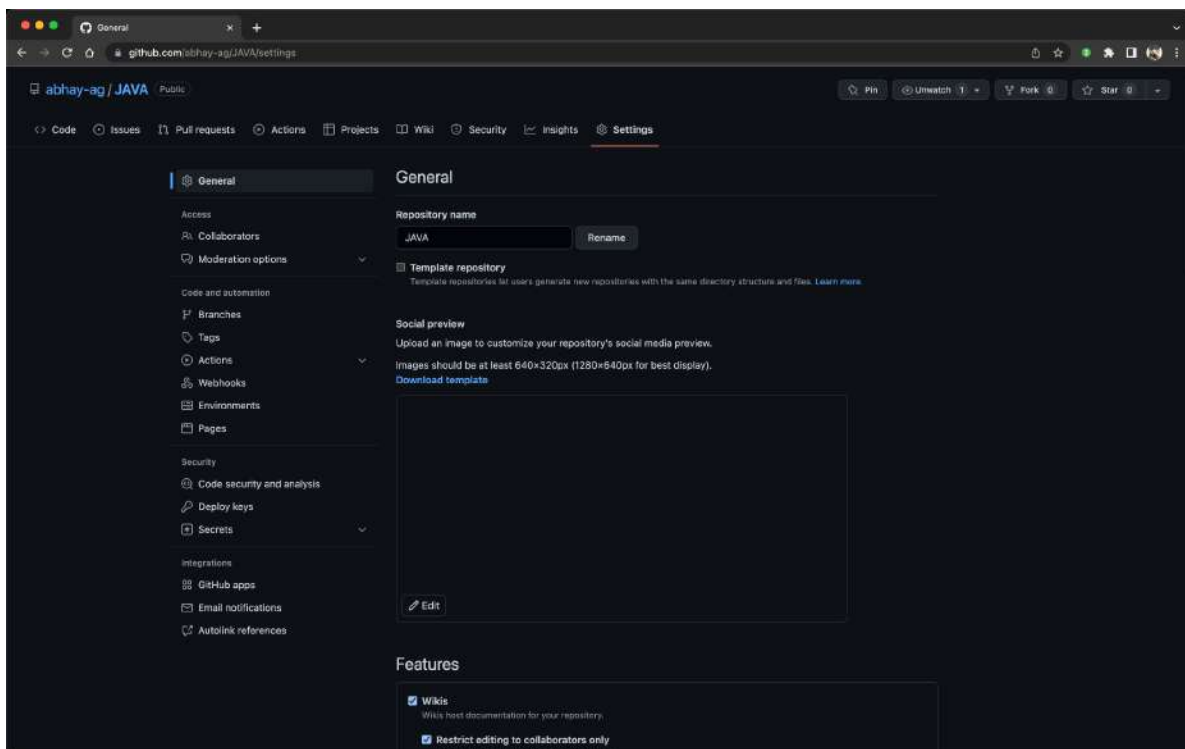 General
github.com/abhay-ag/JAVA/settings
abhay-ag / JAVA Public
Pin
Unwatch 1
Fork 0
Star 0
Code
Issues
Pull requests
Actions
Projects
Wiki
Security
Insights
Settings
General
Access
Collaborators
Moderation options
Code and automation
Branches
Tags
Actions
Webhooks
Environments
Pages
Security
Code security and analysis
Deploy keys
Secrets
Integrations
GitHub apps
Email notifications
Autolink references
General
Repository name
JAVA
Rename
Template repository
Template repositories let users generate new repositories with the same directory structure and files. Learn more.
Social preview
Upload an image to customize your repository's social media preview.
Images should be at least 640×320px (1280×640px for best display).
Download template
Edit
Features
Wikis
Wikis host documentation for your repository.
Restrict editing to collaborators only